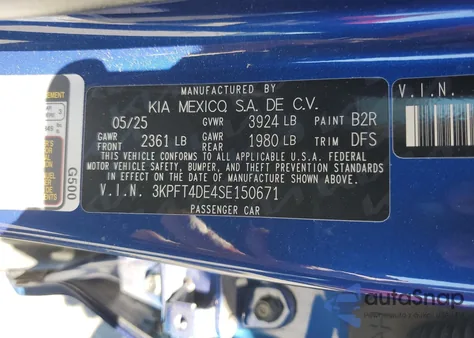 MANUFACTURED BY
KIA MEXICO, S.A. DE C.V.
05/25 GVWR 3924 LB PAINT B2R
GAWR FRONT 2361 LB GAWR REAR 1980 LB TRIM DFS
THIS VEHICLE CONFORMS TO ALL APPLICABLE U.S.A. FEDERAL
MOTOR VEHICLE SAFETY, BUMPER, AND THEFT PREVENTION STANDARDS
IN EFFECT ON THE DATE OF MANUFACTURE SHOWN ABOVE.
V.I.N. 3KPFT4DE4SE150671
PASSENGER CAR
G500
V.I.N.
autoSnap